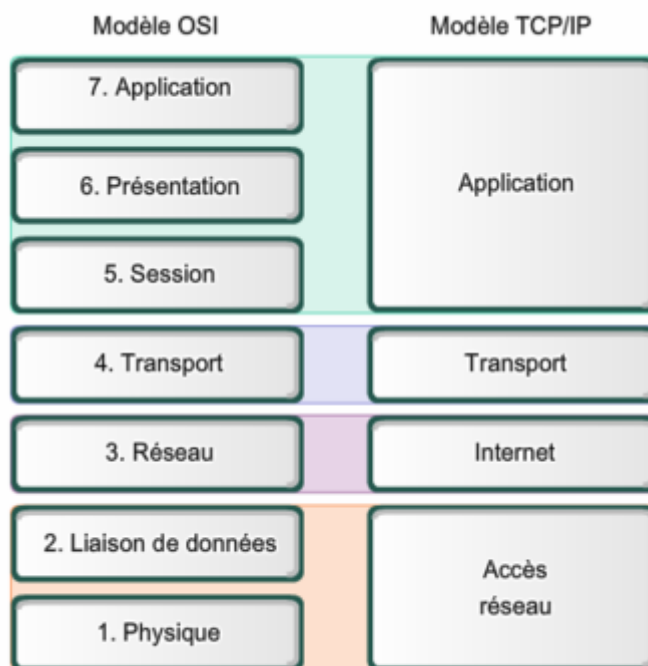 Modèle OSI
Modèle TCP/IP
7. Application
6. Présentation
5. Session
4. Transport
3. Réseau
2. Liaison de données
1. Physique
Application
Transport
Internet
Accès
réseau